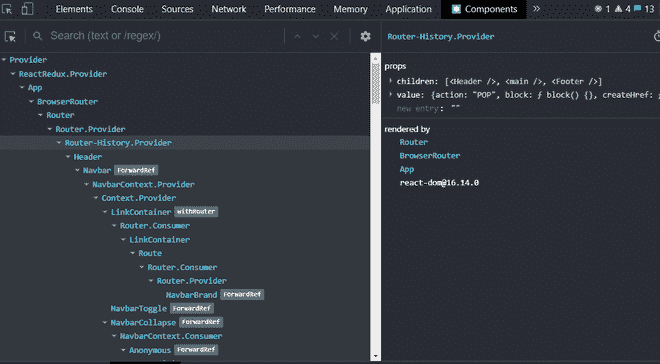 Elements Console Sources Network Performance Memory Application Components » 1 4 13
Search (text or /regex/)
Provider
ReactRedux.Provider
App
BrowserRouter
Router
Router.Provider
Router-History.Provider
Header
Navbar ForwardRef
NavbarContext.Provider
Context.Provider
LinkContainer withRouter
Router.Consumer
LinkContainer
Route
Router.Consumer
Router.Provider
NavbarBrand ForwardRef
NavbarToggle ForwardRef
NavbarCollapse ForwardRef
NavbarContext.Consumer
Anonymous ForwardRef
Router-History.Provider
props
children: [<Header />, <main />, <Footer />]
value: {action: "POP", block: ƒ block() {}, createHref:
new entry: ""
rendered by
Router
BrowserRouter
App
react-dom@16.14.0